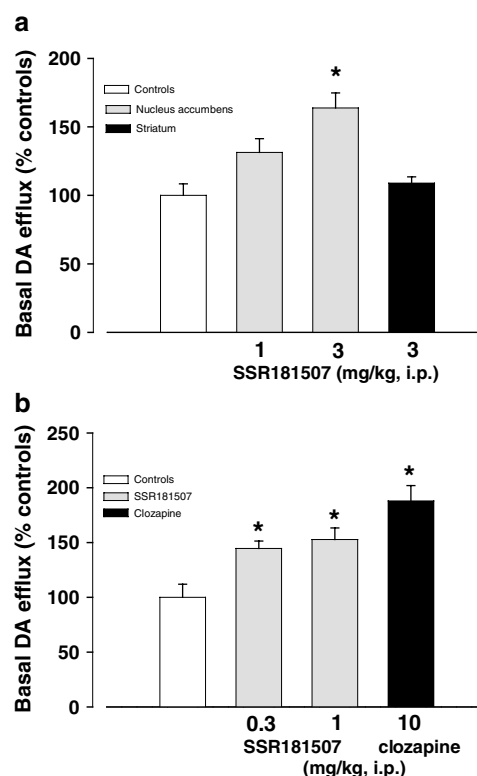 a
Basal DA efflux (% controls)
200
150
100
50
0
Controls
Nucleus accumbens
Striatum
*
1 3 3
SSR181507 (mg/kg, i.p.)
b
Basal DA efflux (% controls)
250
200
150
100
50
0
Controls
SSR181507
Clozapine
* * *
0.3 1 10
SSR181507 clozapine
(mg/kg, i.p.)